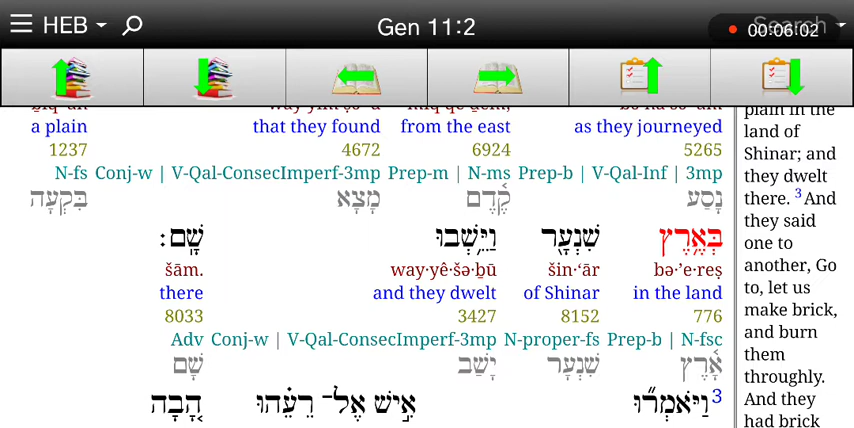 HEB Gen 11:2 Search
00:06:02
a plain that they found from the east as they journeyed
1237 4672 6924 5265
N-fs Conj-w | V-Qal-ConsecImperf-3mp Prep-m | N-ms Prep-b | V-Qal-Inf | 3mp
נָסַע קֶ֫דֶם מָצָא בִּקְעָה
בְּאֶ֥רֶץ שִׁנְעָ֖ר וַיֵּ֥שְׁבוּ שָֽׁם׃
šām. way·yê·šə·ḇū šin·‘ār bə·’e·reṣ
there and they dwelt of Shinar in the land
8033 3427 8152 776
Adv Conj-w | V-Qal-ConsecImperf-3mp N-proper-fs Prep-b | N-fsc
אֶ֫רֶץ שִׁנְעָר יָשַׁב שָׁם
3 וַיֹּאמְר֞וּ אִ֣ישׁ אֶל־ רֵעֵ֗הוּ הָ֚בָה
plain in the
land of
Shinar; and
they dwelt
there. 3 And
they said
one to
another, Go
to, let us
make brick,
and burn
them
throughly.
And they
had brick